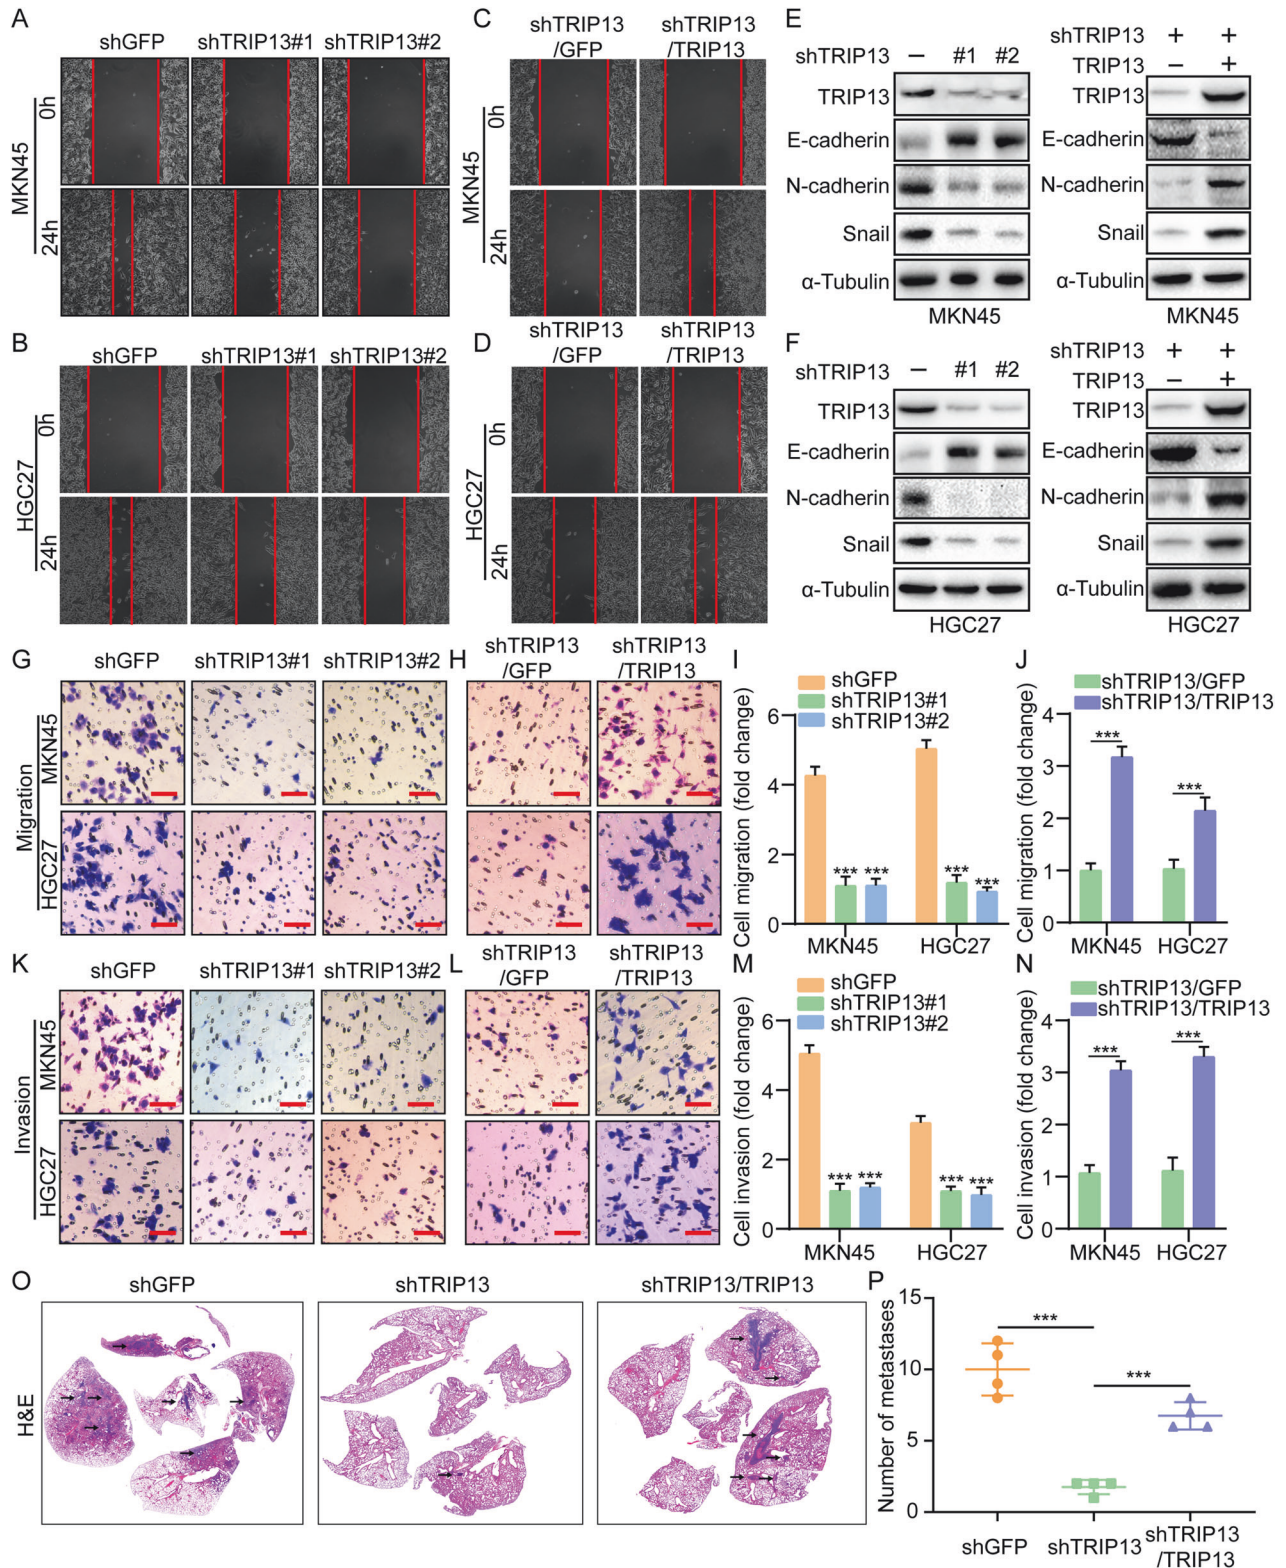 A
shGFP shTRIP13#1 shTRIP13#2
MKN45
0h
24h
C
shTRIP13 shTRIP13
/GFP /TRIP13
MKN45
0h
24h
E
shTRIP13 − #1 #2
TRIP13
E-cadherin
N-cadherin
Snail
α-Tubulin
MKN45
shTRIP13 + +
TRIP13 − +
TRIP13
E-cadherin
N-cadherin
Snail
α-Tubulin
MKN45
B
shGFP shTRIP13#1 shTRIP13#2
HGC27
0h
24h
D
shTRIP13 shTRIP13
/GFP /TRIP13
HGC27
0h
24h
F
shTRIP13 − #1 #2
TRIP13
E-cadherin
N-cadherin
Snail
α-Tubulin
HGC27
shTRIP13 + +
TRIP13 − +
TRIP13
E-cadherin
N-cadherin
Snail
α-Tubulin
HGC27
G
shGFP shTRIP13#1 shTRIP13#2
Migration
MKN45
HGC27
H
shTRIP13 shTRIP13
/GFP /TRIP13
I
shGFP
shTRIP13#1
shTRIP13#2
Cell migration (fold change)
6
4
2
0
*** *** *** ***
MKN45 HGC27
J
shTRIP13/GFP
shTRIP13/TRIP13
Cell migration (fold change)
4
3
2
1
0
*** ***
MKN45 HGC27
K
shGFP shTRIP13#1 shTRIP13#2
Invasion
MKN45
HGC27
L
shTRIP13 shTRIP13
/GFP /TRIP13
M
shGFP
shTRIP13#1
shTRIP13#2
Cell invasion (fold change)
6
4
2
0
*** *** *** ***
MKN45 HGC27
N
shTRIP13/GFP
shTRIP13/TRIP13
Cell invasion (fold change)
4
3
2
1
0
*** ***
MKN45 HGC27
O
shGFP shTRIP13 shTRIP13/TRIP13
H&E
P
Number of metastases
15
10
5
0
*** ***
shGFP shTRIP13 shTRIP13
/TRIP13